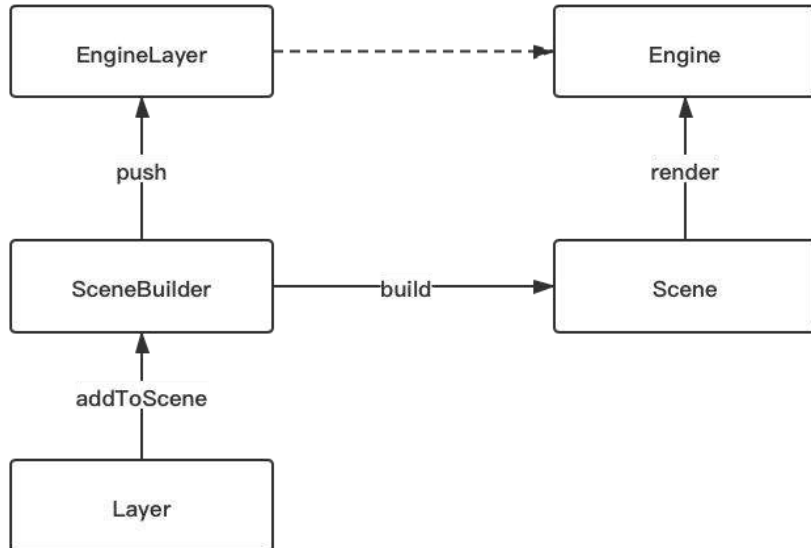 EngineLayer
Engine
push
render
SceneBuilder
build
Scene
addToScene
Layer